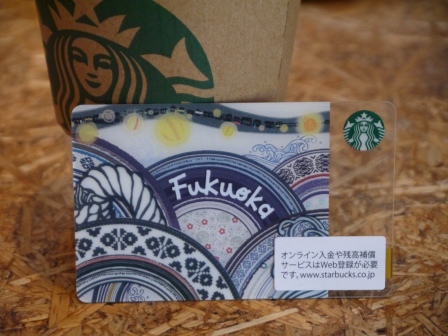 Fukuoka
オンライン入金や残高補償
サービスはWeb登録が必要
です。www.starbucks.co.jp